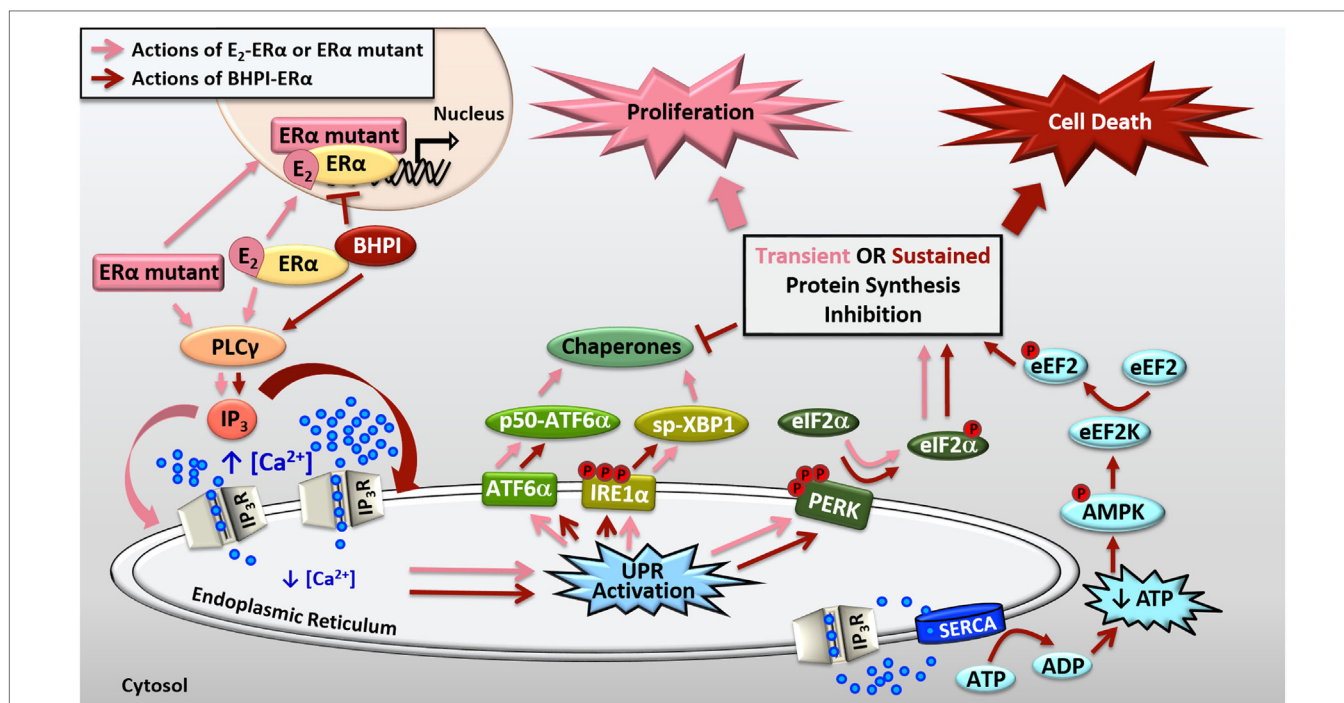 Actions of E₂-ERα or ERα mutant
Actions of BHPI-ERα
Nucleus
ERα mutant
E₂
ERα
Proliferation
Cell Death
BHPI
E₂
ERα
ERα mutant
Transient OR Sustained
Protein Synthesis
Inhibition
PLCγ
Chaperones
IP₃
p50-ATF6α
sp-XBP1
eIF2α
P
eIF2α
P
eEF2
eEF2
eEF2K
↑ [Ca²⁺]
IP₃R
IP₃R
ATF6α
P P P
IRE1α
P P P
PERK
P
AMPK
↓ [Ca²⁺]
UPR
Activation
Endoplasmic Reticulum
↓ ATP
IP₃R
SERCA
ATP
ADP
Cytosol